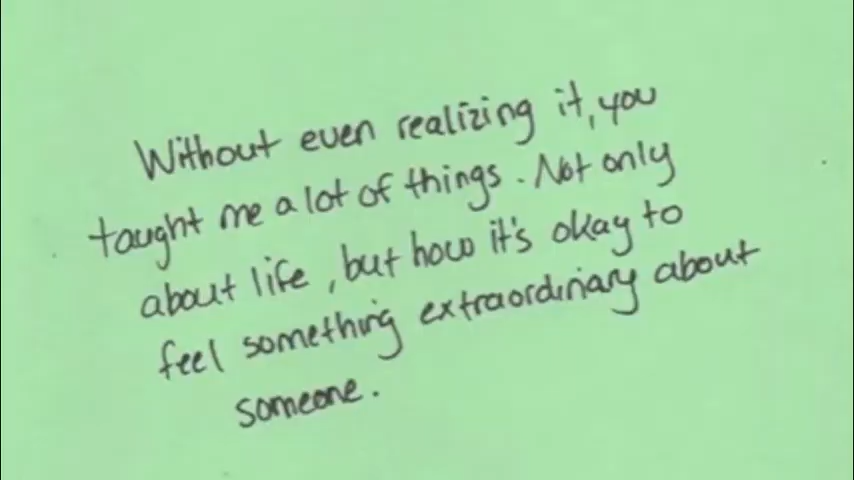 Without even realizing it, you
taught me a lot of things. Not only
about life, but how it's okay to
feel something extraordinary about
someone.